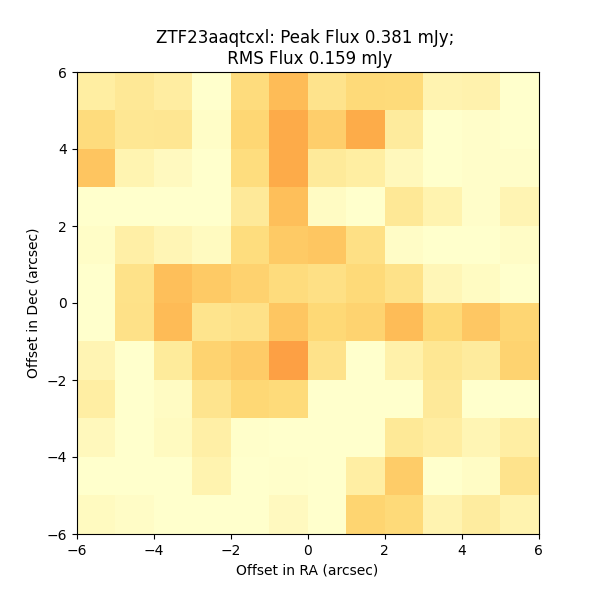 ZTF23aaqtcxl: Peak Flux 0.381 mJy;
RMS Flux 0.159 mJy
6
4
2
0
−2
−4
−6
Offset in Dec (arcsec)
−6 −4 −2 0 2 4 6
Offset in RA (arcsec)